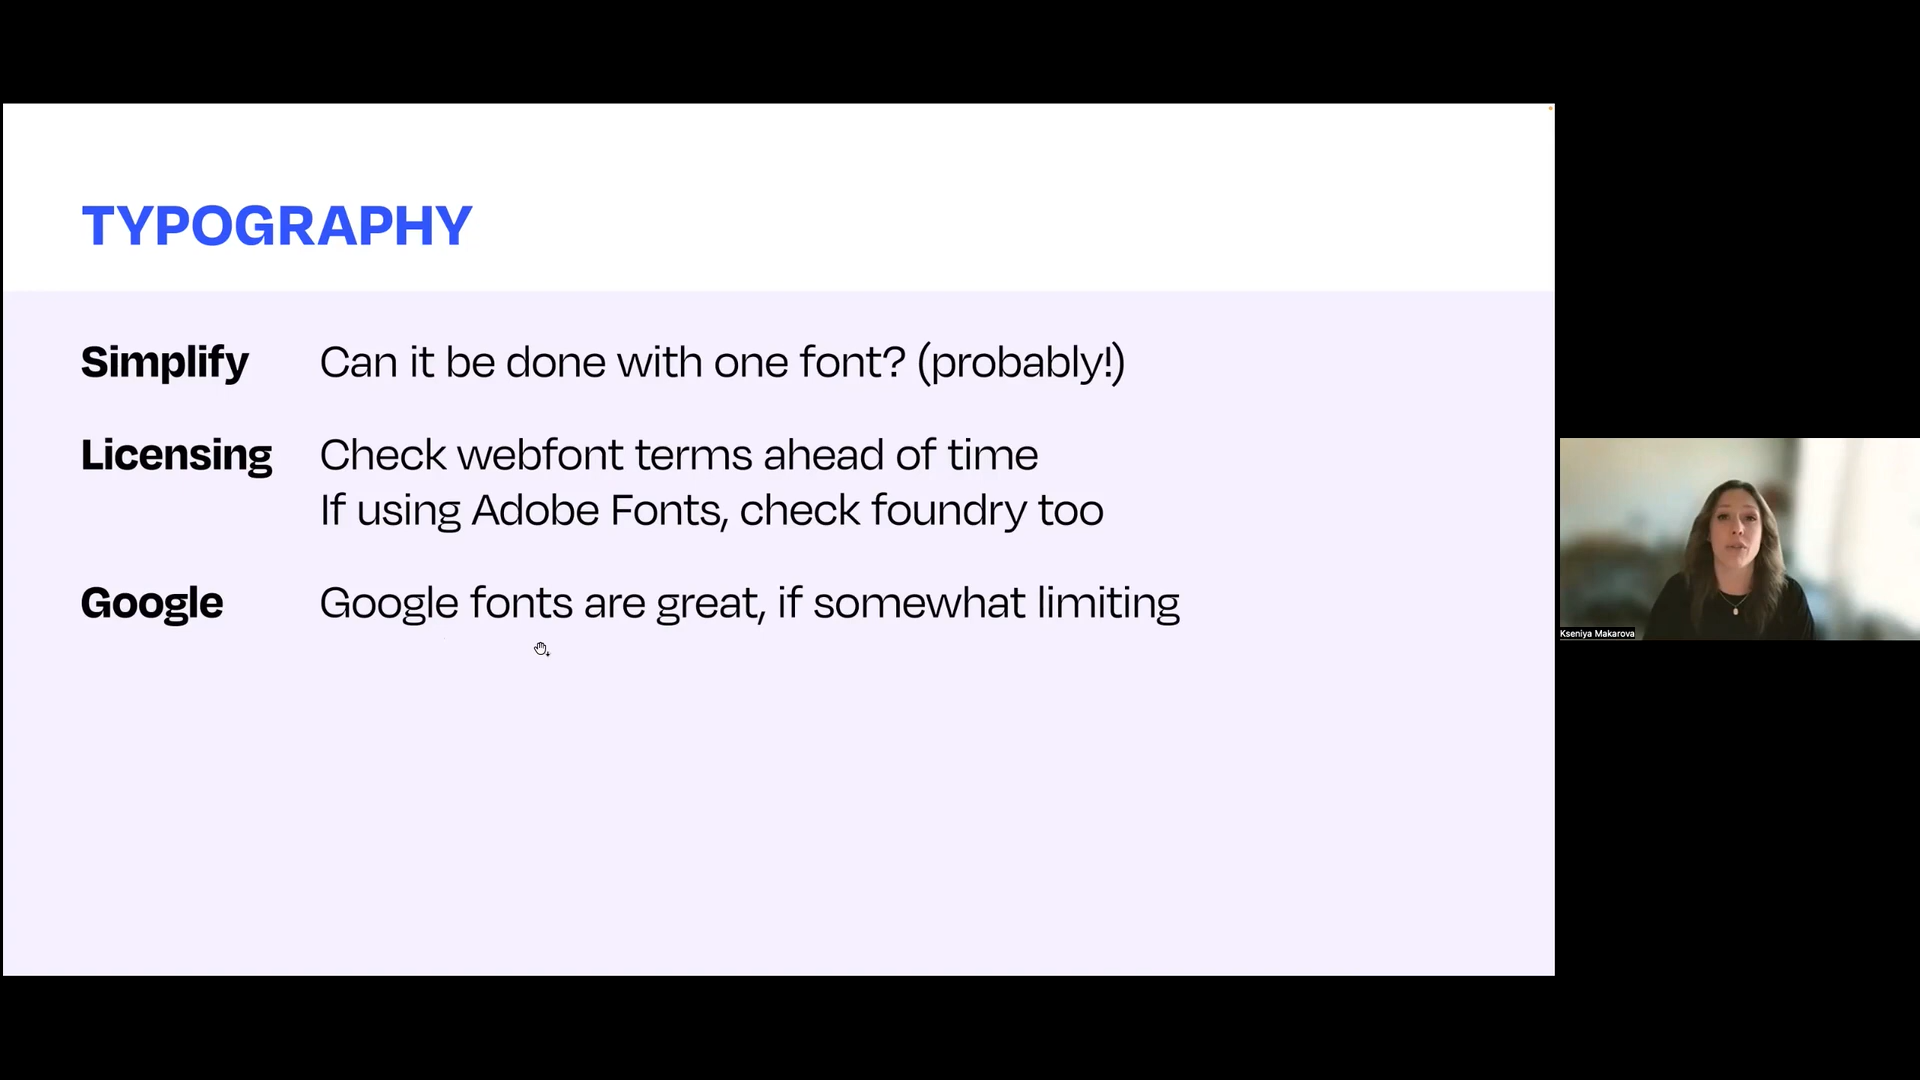 TYPOGRAPHY
Simplify Can it be done with one font? (probably!)
Licensing Check webfont terms ahead of time
If using Adobe Fonts, check foundry too
Google Google fonts are great, if somewhat limiting
Kseniya Makarova